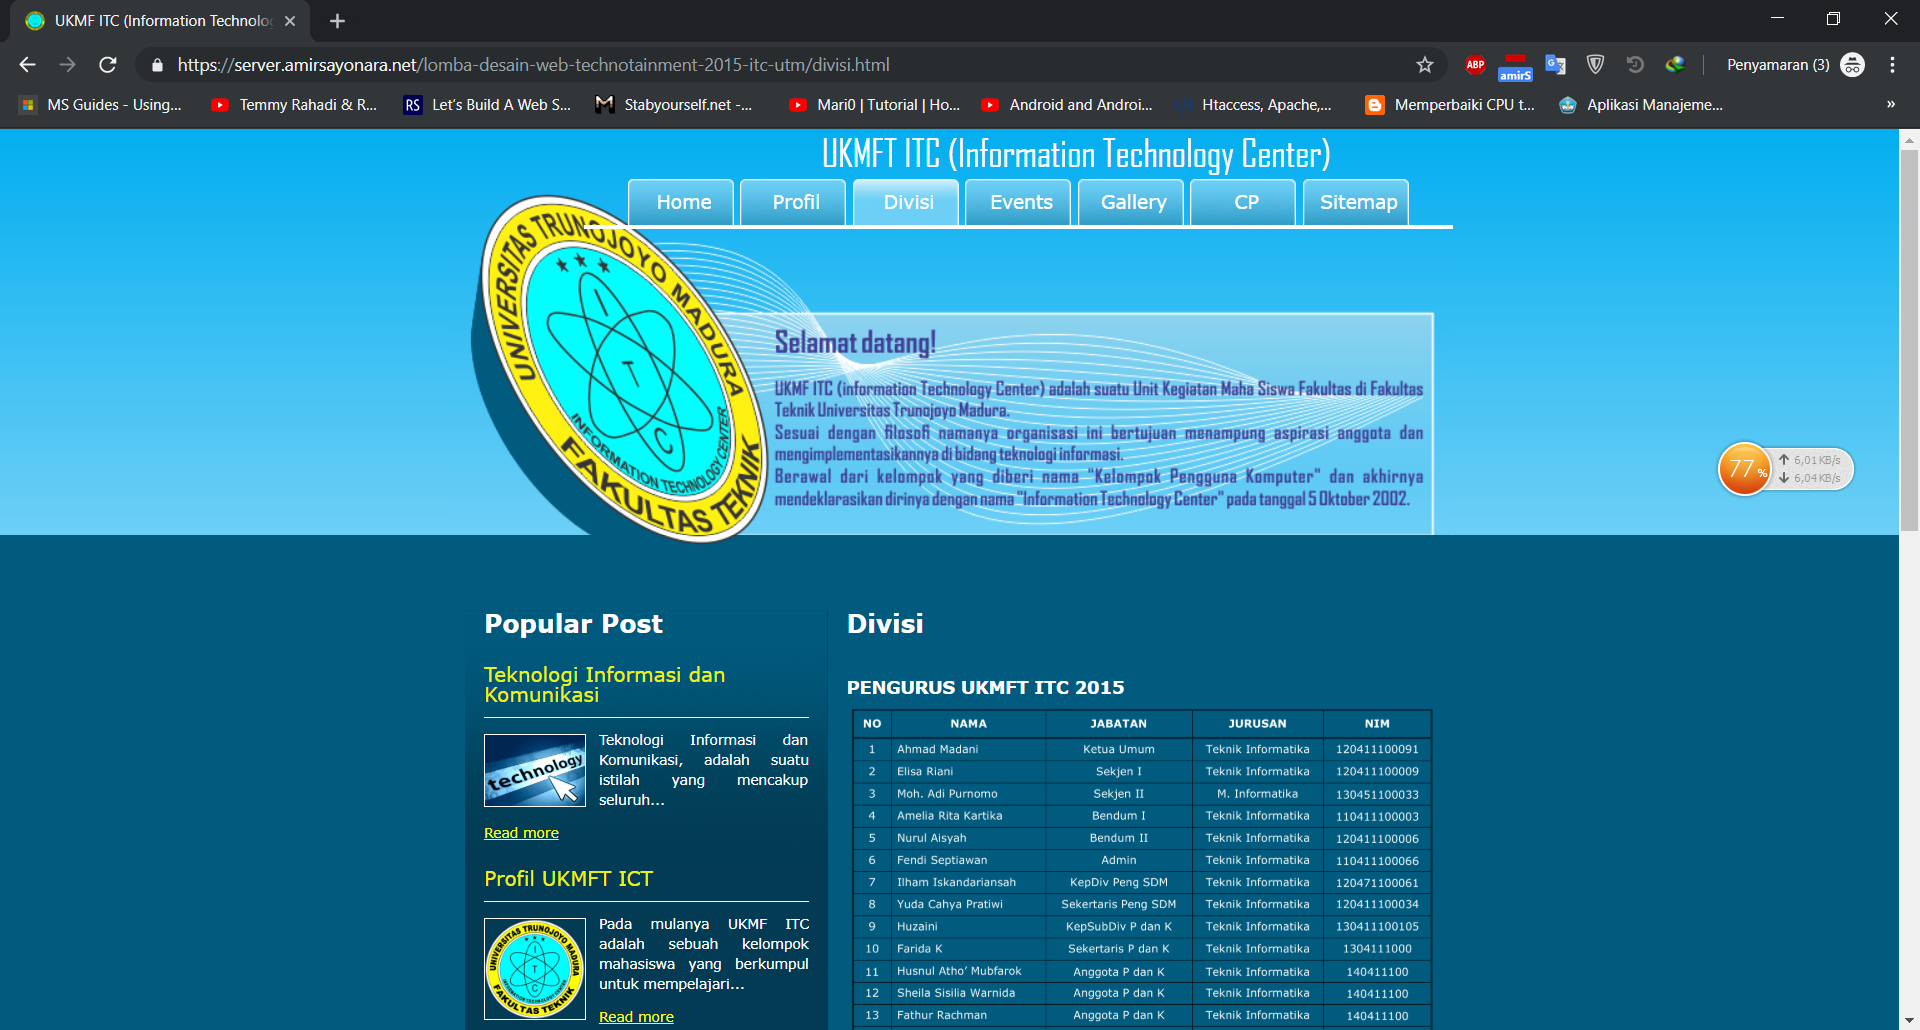 UKMF ITC (Information Technolo
https://server.amirsayonara.net/lomba-desain-web-technotainment-2015-itc-utm/divisi.html
ABP
amirS
Penyamaran (3)
MS Guides - Using...
Temmy Rahadi & R...
RS Let's Build A Web S...
Stabyourself.net -...
Mari0 | Tutorial | Ho...
Android and Androi...
Htaccess, Apache,...
Memperbaiki CPU t...
Aplikasi Manajeme...
»
UKMFT ITC (Information Technology Center)
Home
Profil
Divisi
Events
Gallery
CP
Sitemap
UNIVERSITAS TRUNOJOYO MADURA
I
T
C
INFORMATION TECHNOLOGY CENTER
FAKULTAS TEKNIK
Selamat datang!
UKMF ITC (information Technology Center) adalah suatu Unit Kegiatan Maha Siswa Fakultas di Fakultas
Teknik Universitas Trunojoyo Madura.
Sesuai dengan filosofi namanya organisasi ini bertujuan menampung aspirasi anggota dan
mengimplementasikannya di bidang teknologi informasi.
Berawal dari kelompok yang diberi nama "Kelompok Pengguna Komputer" dan akhirnya
mendeklarasikan dirinya dengan nama "Information Technology Center" pada tanggal 5 Oktober 2002.
77%
6,01KB/s
6,04KB/s
Popular Post
Teknologi Informasi dan
Komunikasi
technology
Teknologi Informasi dan
Komunikasi, adalah suatu
istilah yang mencakup
seluruh...
Read more
Profil UKMFT ICT
UNIVERSITAS TRUNOJOYO MADURA
I
T
C
FAKULTAS TEKNIK
Pada mulanya UKMF ITC
adalah sebuah kelompok
mahasiswa yang berkumpul
untuk mempelajari...
Read more
Divisi
PENGURUS UKMFT ITC 2015
NO NAMA JABATAN JURUSAN NIM
1 Ahmad Madani Ketua Umum Teknik Informatika 120411100091
2 Elisa Riani Sekjen I Teknik Informatika 120411100009
3 Moh. Adi Purnomo Sekjen II M. Informatika 130451100033
4 Amelia Rita Kartika Bendum I Teknik Informatika 110411100003
5 Nurul Aisyah Bendum II Teknik Informatika 120411100006
6 Fendi Septiawan Admin Teknik Informatika 110411100066
7 Ilham Iskandariansah KepDiv Peng SDM Teknik Informatika 120471100061
8 Yuda Cahya Pratiwi Sekertaris Peng SDM Teknik Informatika 120411100034
9 Huzaini KepSubDiv P dan K Teknik Informatika 130411100105
10 Farida K Sekertaris P dan K Teknik Informatika 1304111000
11 Husnul Atho' Mubfarok Anggota P dan K Teknik Informatika 140411100
12 Sheila Sisilia Warnida Anggota P dan K Teknik Informatika 140411100
13 Fathur Rachman Anggota P dan K Teknik Informatika 140411100